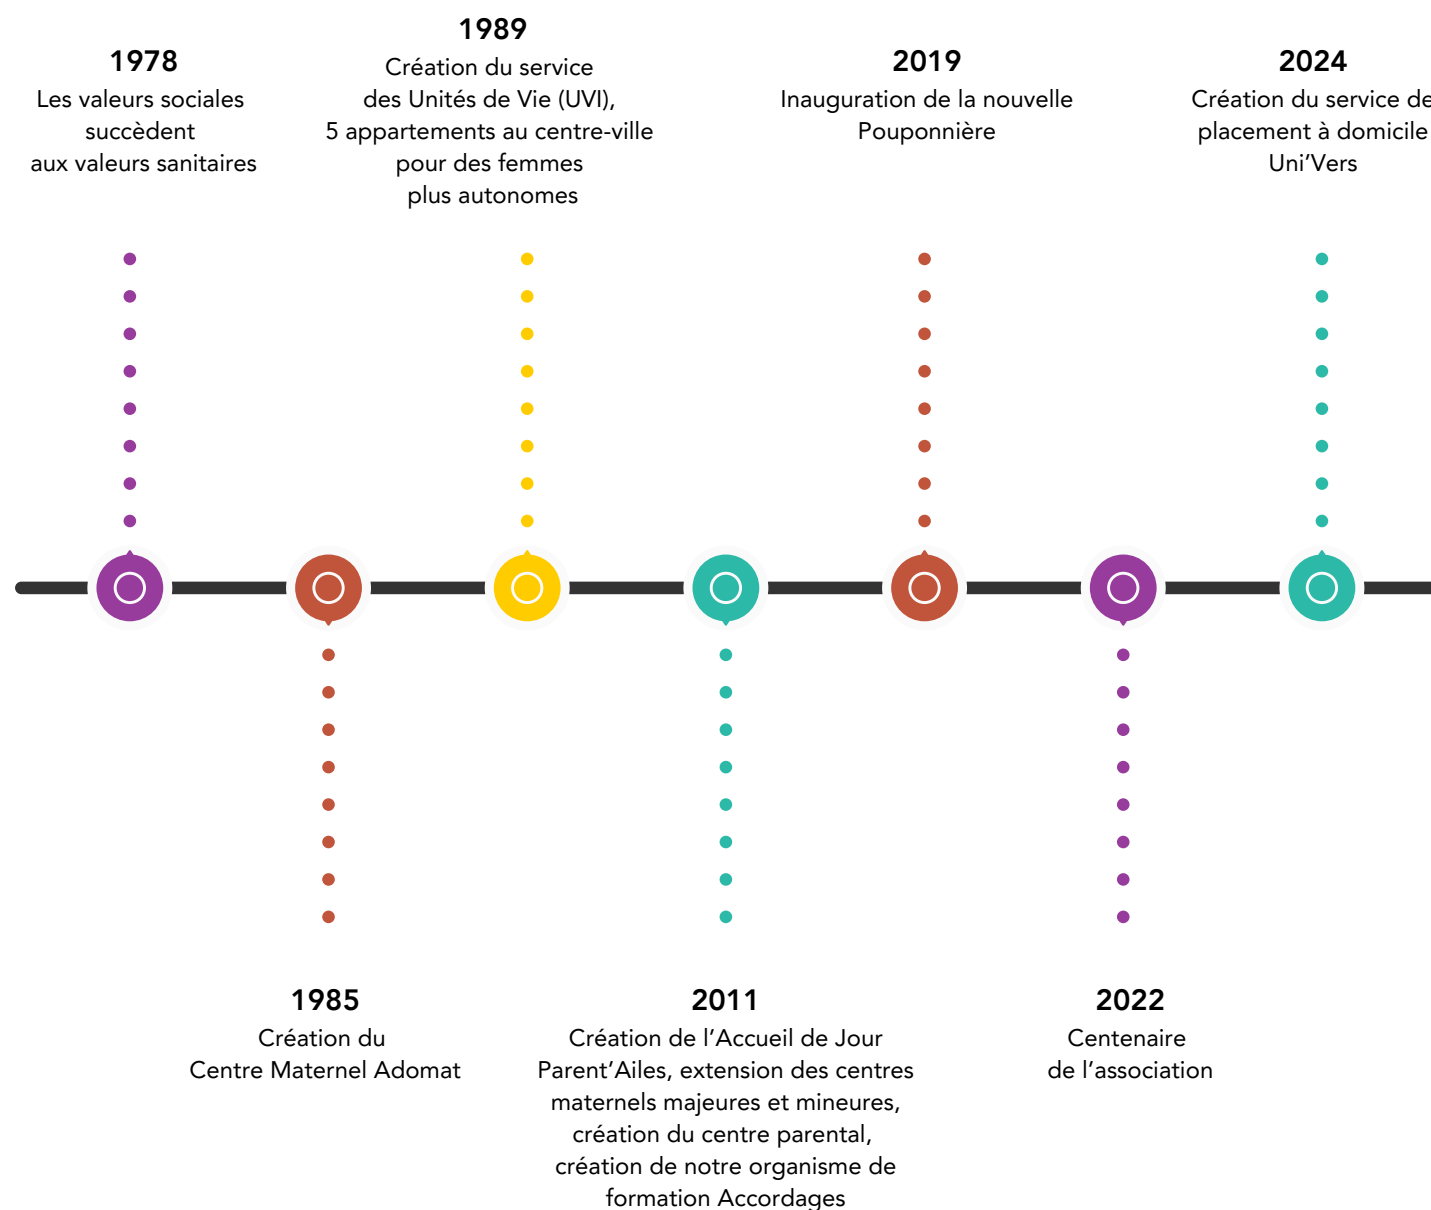 1978
Les valeurs sociales
succèdent
aux valeurs sanitaires
1989
Création du service
des Unités de Vie (UVI),
5 appartements au centre-ville
pour des femmes
plus autonomes
2019
Inauguration de la nouvelle
Pouponnière
2024
Création du service de
placement à domicile
Uni’Vers
1985
Création du
Centre Maternel Adomat
2011
Création de l’Accueil de Jour
Parent’Ailes, extension des centres
maternels majeures et mineures,
création du centre parental,
création de notre organisme de
formation Accordages
2022
Centenaire
de l’association